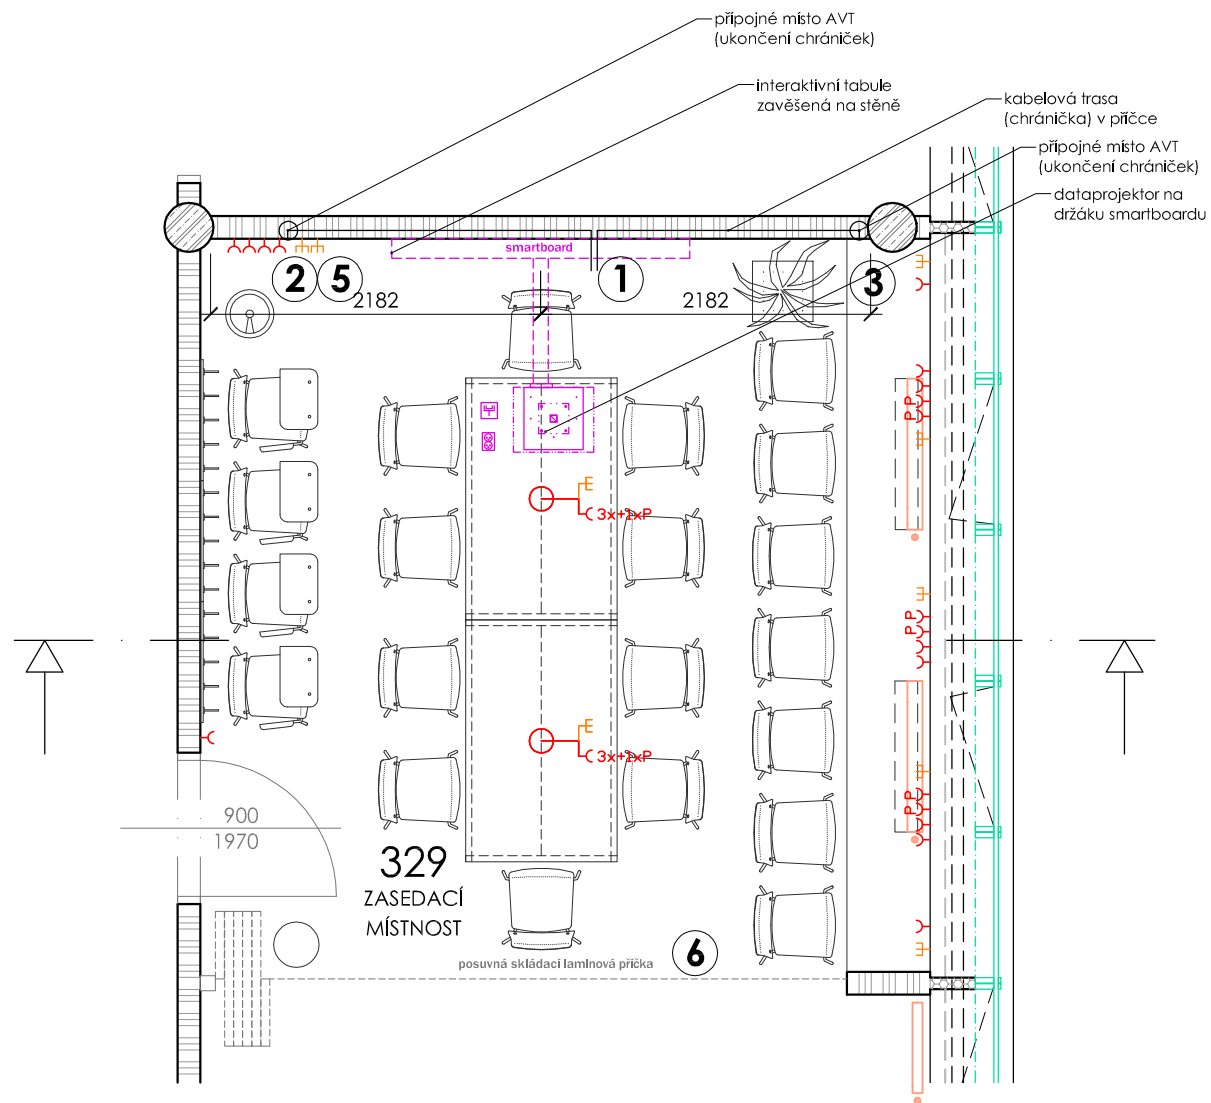 přípojné místo AVT
(ukončení chrániček)
interaktivní tabule
zavěšená na stěně
kabelová trasa
(chránička) v příčce
přípojné místo AVT
(ukončení chrániček)
dataprojektor na
držáku smartboardu
smartboard
2
5
1
3
2182
2182
P
P
3x+1xP
P
P
3x+1xP
P
P
900
1970
329
ZASEDACÍ
MÍSTNOST
6
posuvná skládací lamínová příčka